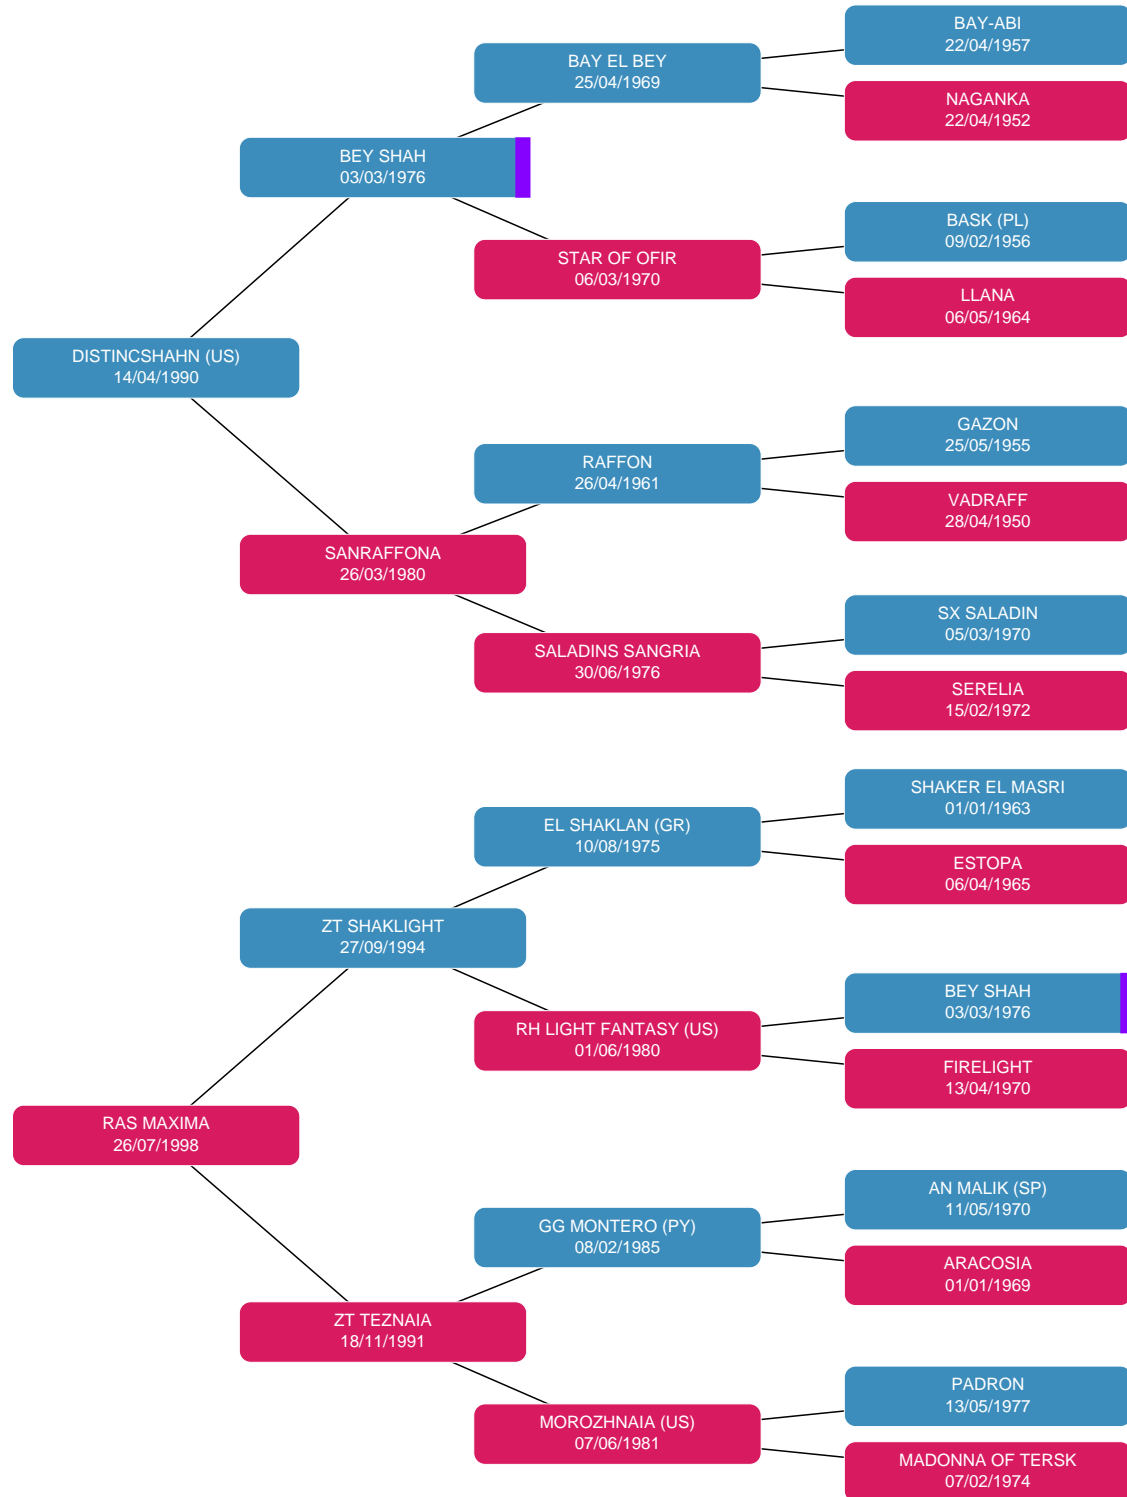 BAY-ABI
22/04/1957
BAY EL BEY
25/04/1969
NAGANKA
22/04/1952
BEY SHAH
03/03/1976
BASK (PL)
09/02/1956
STAR OF OFIR
06/03/1970
LLANA
06/05/1964
DISTINCSHAHN (US)
14/04/1990
GAZON
25/05/1955
RAFFON
26/04/1961
VADRAFF
28/04/1950
SANRAFFONA
26/03/1980
SX SALADIN
05/03/1970
SALADINS SANGRIA
30/06/1976
SERELIA
15/02/1972
SHAKER EL MASRI
01/01/1963
EL SHAKLAN (GR)
10/08/1975
ESTOPA
06/04/1965
ZT SHAKLIGHT
27/09/1994
BEY SHAH
03/03/1976
RH LIGHT FANTASY (US)
01/06/1980
FIRELIGHT
13/04/1970
RAS MAXIMA
26/07/1998
AN MALIK (SP)
11/05/1970
GG MONTERO (PY)
08/02/1985
ARACOSIA
01/01/1969
ZT TEZNAIA
18/11/1991
PADRON
13/05/1977
MOROZHNAIA (US)
07/06/1981
MADONNA OF TERSK
07/02/1974